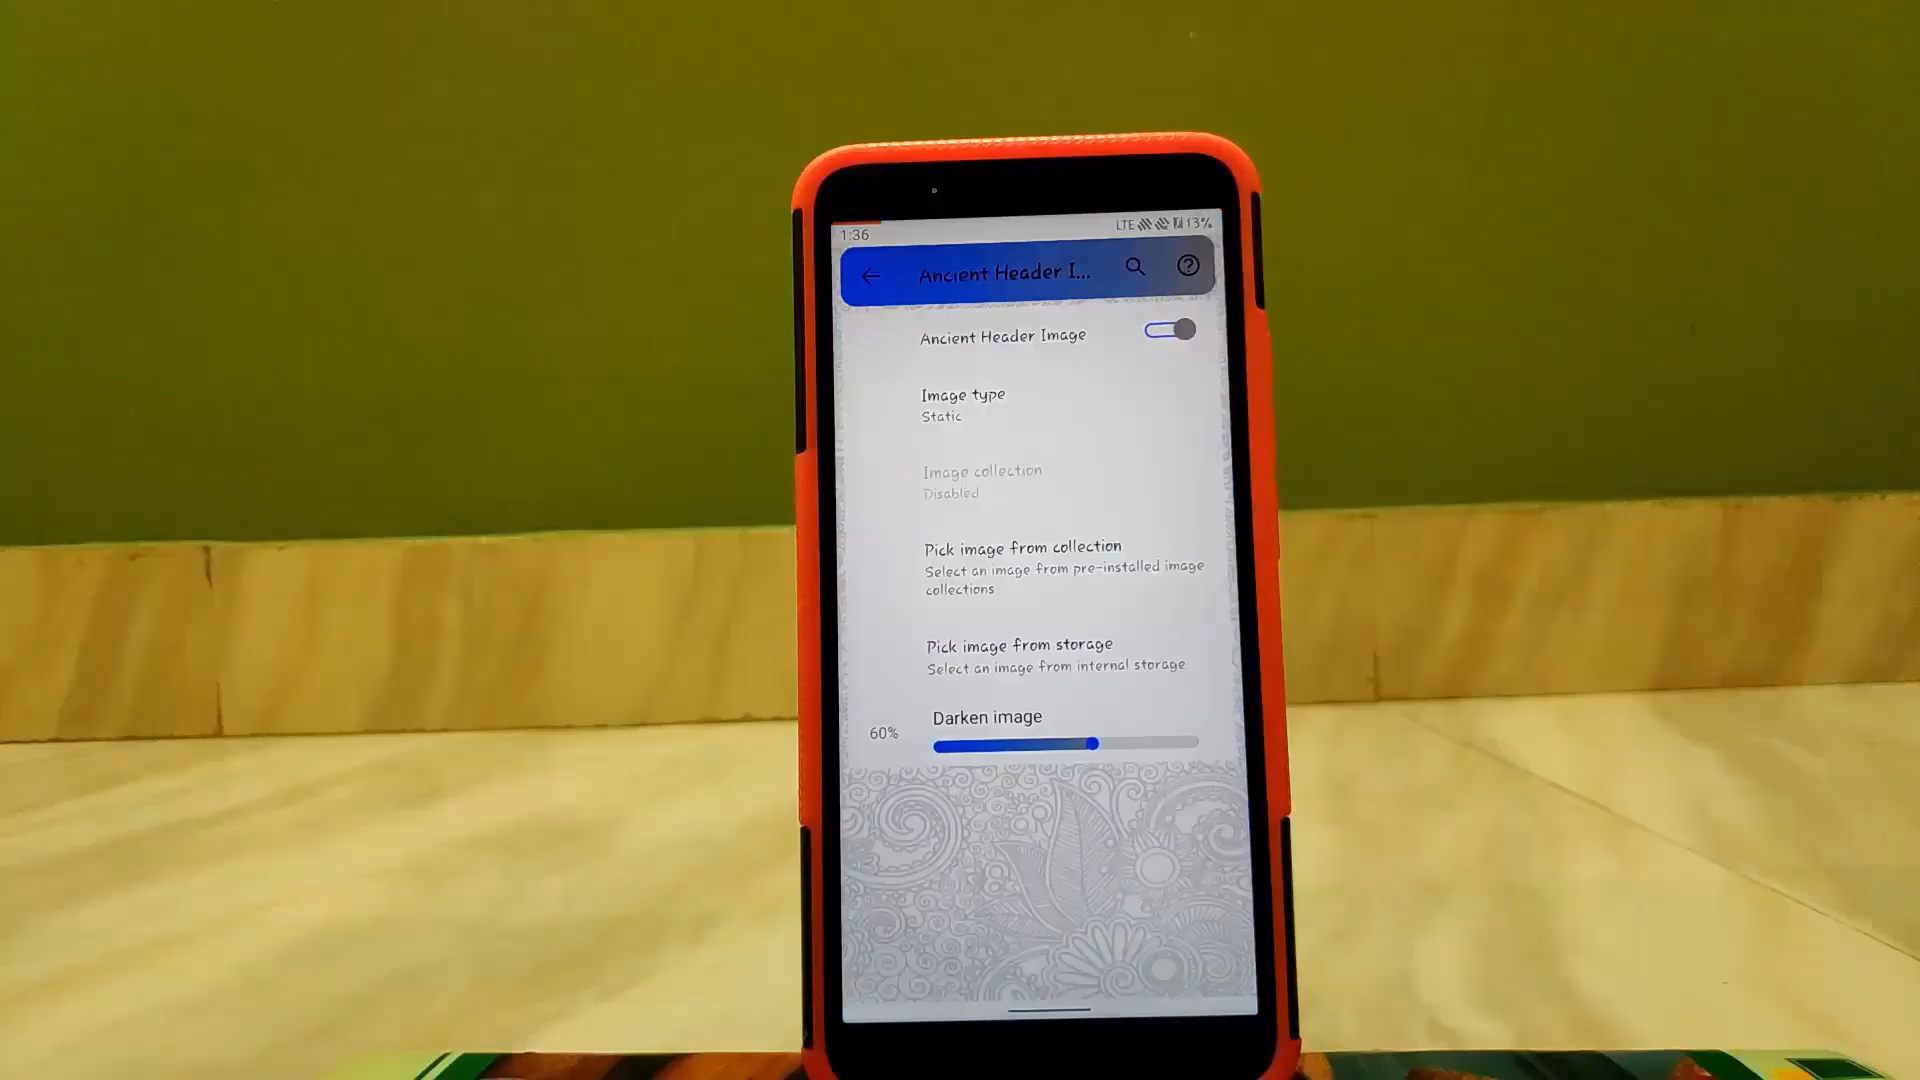 1:36
LTE 13%
Ancient Header I...
Ancient Header Image
Image type
Static
Image collection
Disabled
Pick image from collection
Select an image from pre-installed image
collections
Pick image from storage
Select an image from internal storage
Darken image
60%